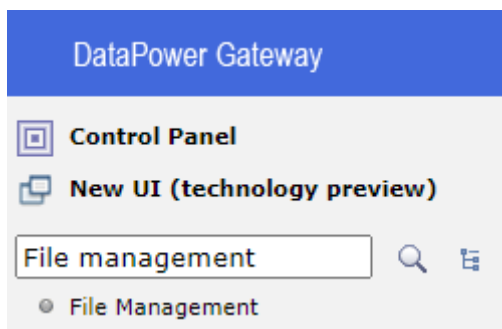 DataPower Gateway
Control Panel
New UI (technology preview)
File management
File Management